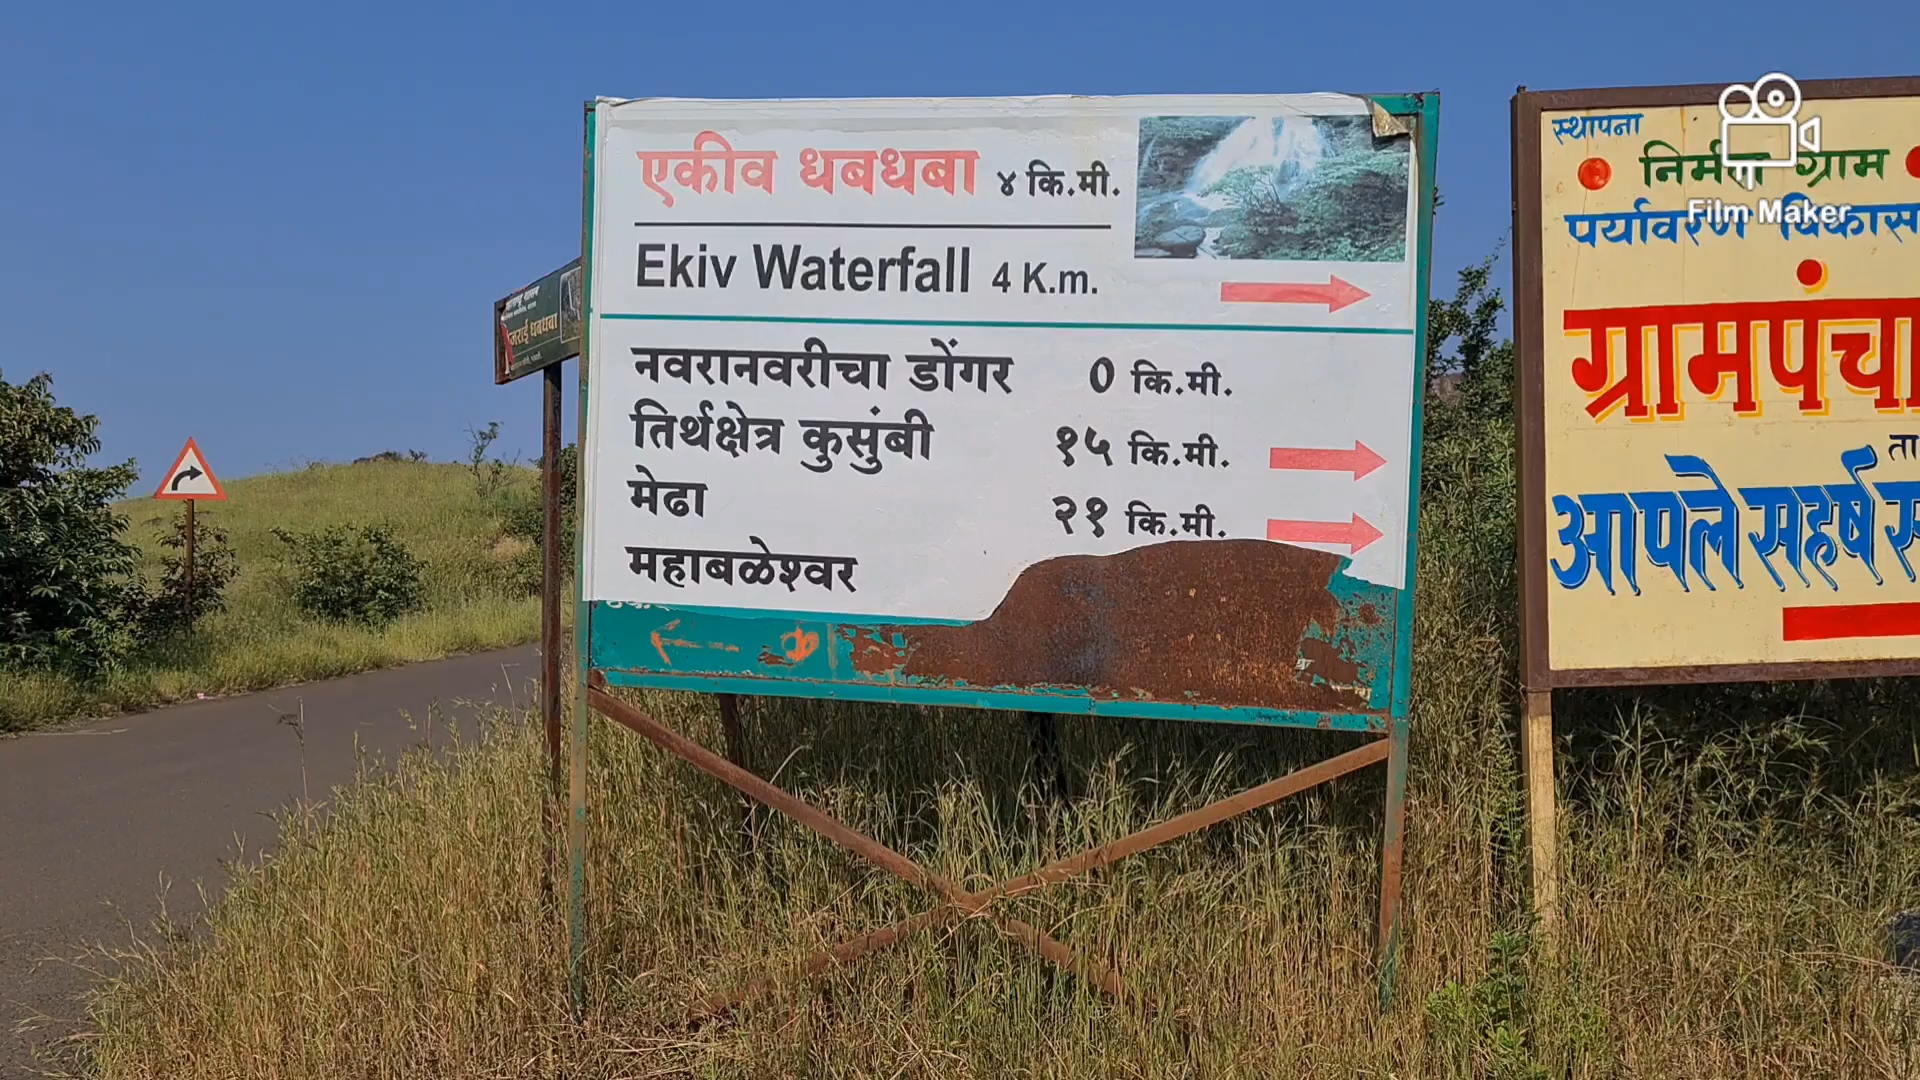 एकीव धबधबा ४ कि.मी.
Ekiv Waterfall 4 K.m.
नवरानवरीचा डोंगर 0 कि.मी.
तिर्थक्षेत्र कुसुंबी १५ कि.मी.
मेढा २१ कि.मी.
महाबळेश्वर
धबधबा
स्थापना
निर्मल ग्राम
पर्यावरण विकास
ग्रामपंचा
ता
आपले सहर्ष स
Film Maker